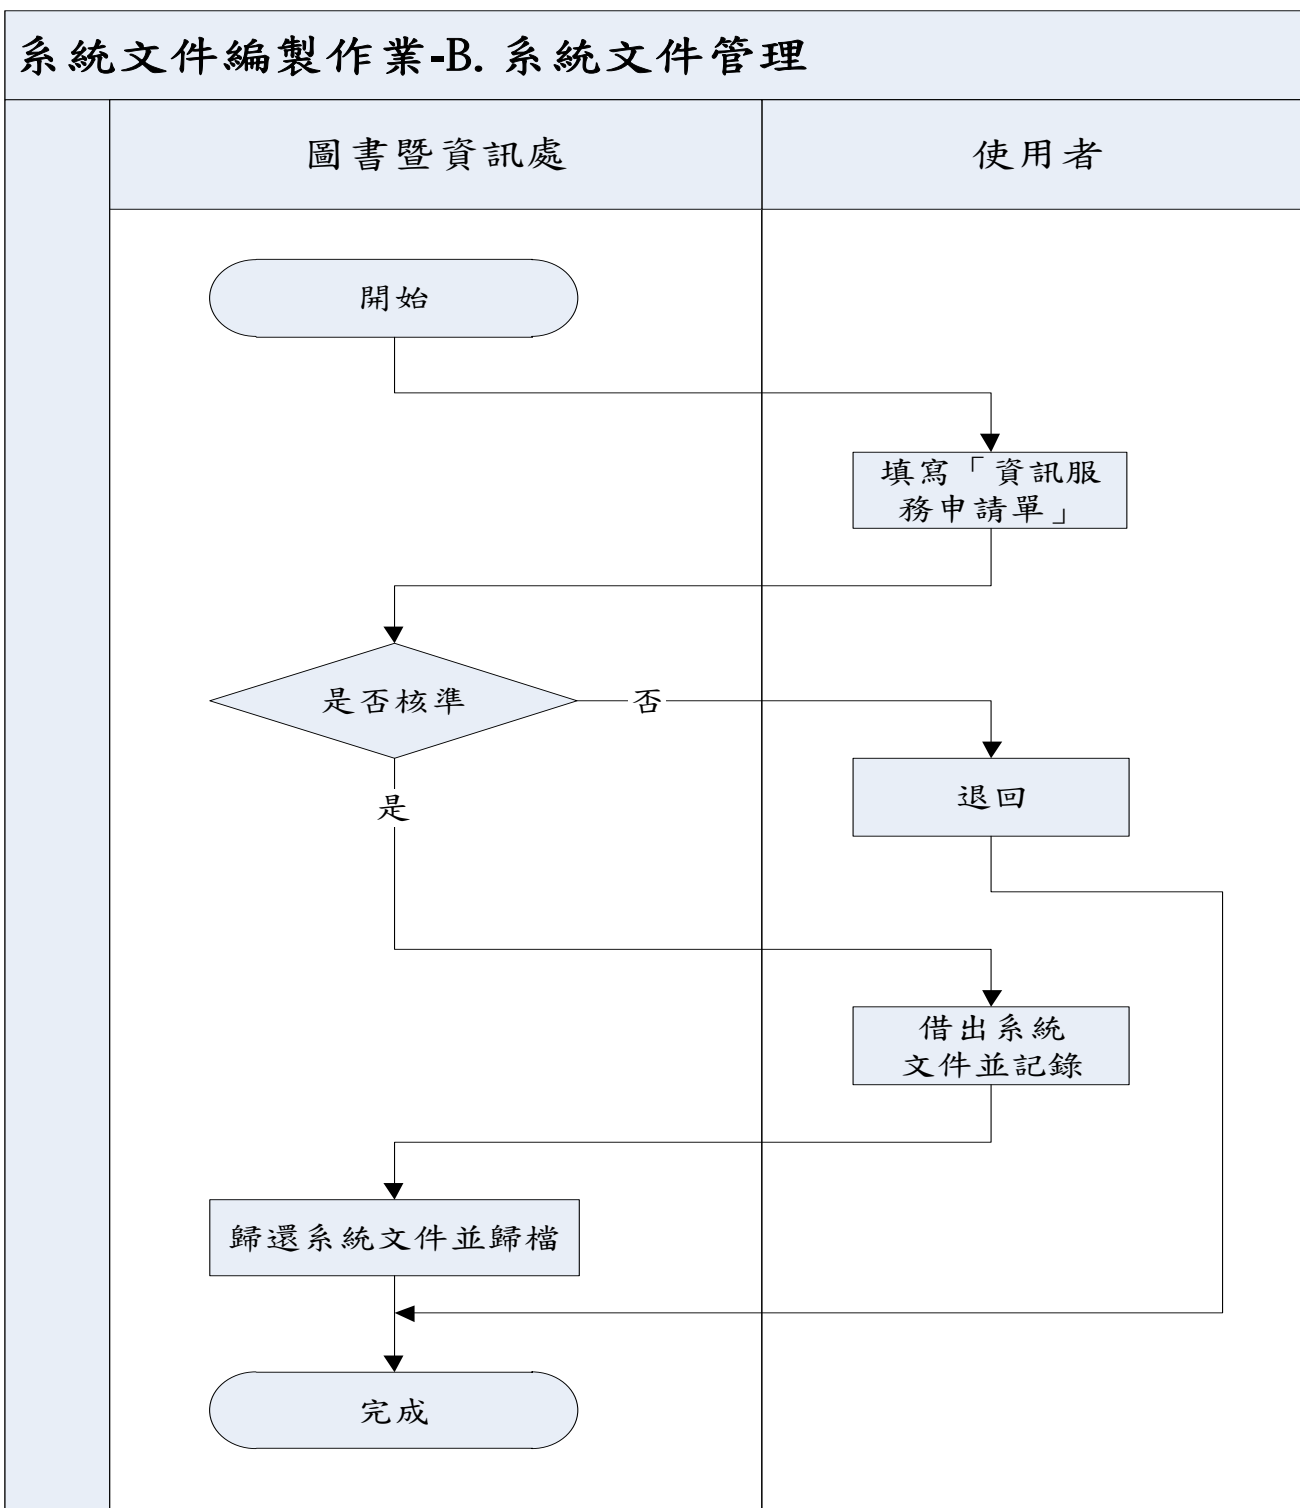 系統文件編製作業-B. 系統文件管理
圖書暨資訊處
使用者
開始
填寫「資訊服
務申請單」
是否核準
否
退回
是
借出系統
文件並記錄
歸還系統文件並歸檔
完成